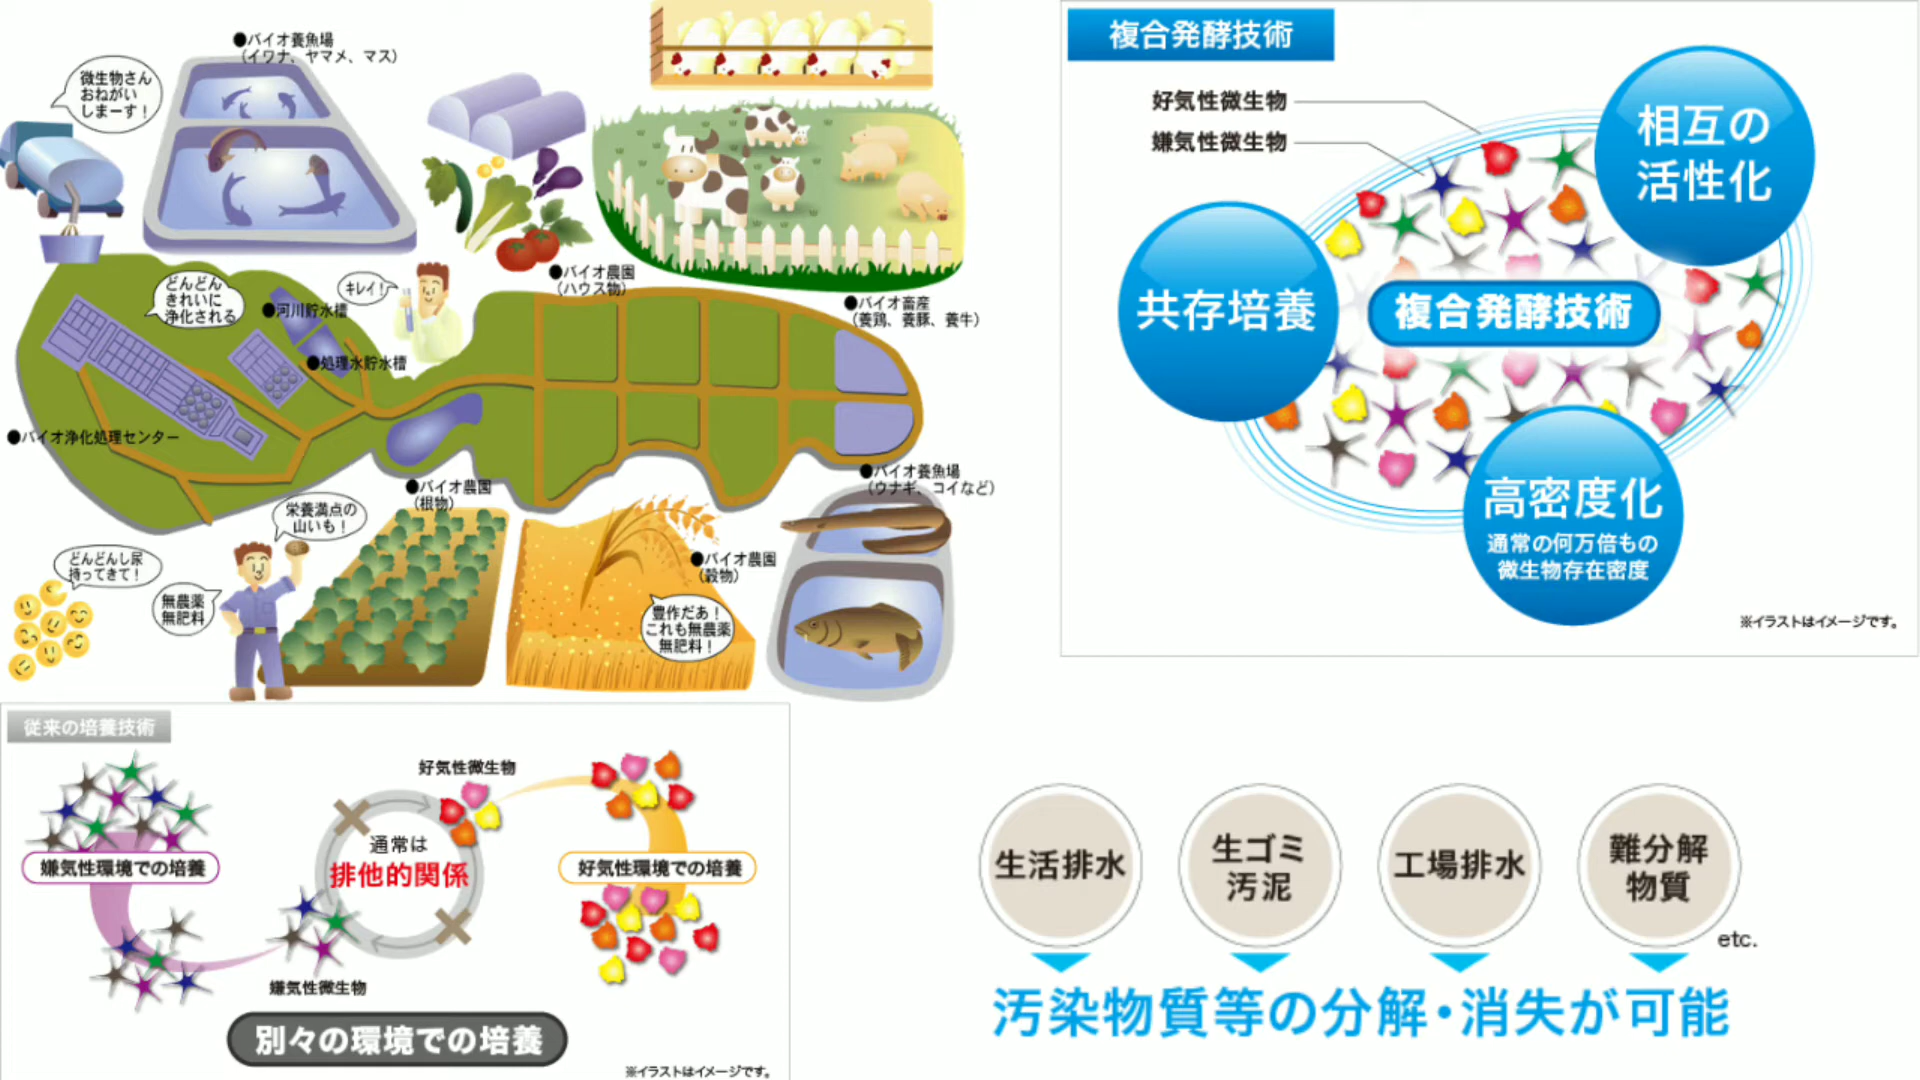 ●バイオ養魚場
（イワナ、ヤマメ、マス）
微生物さん
おねがい
しまーす！
●バイオ農園
（ハウス物）
●バイオ畜産
（養鶏、養豚、養牛）
どんどん
きれいに
浄化される
キレイ！
●河川貯水槽
●処理水貯水槽
●バイオ浄化処理センター
●バイオ農園
（根物）
●バイオ養魚場
（ウナギ、コイなど）
栄養満点の
山いも！
どんどんし尿
持ってきて！
無農薬
無肥料
●バイオ農園
（穀物）
豊作だあ！
これも無農薬
無肥料！
複合発酵技術
好気性微生物
嫌気性微生物
相互の
活性化
共存培養
複合発酵技術
高密度化
通常の何万倍もの
微生物存在密度
※イラストはイメージです。
従来の培養技術
好気性微生物
通常は
排他的関係
嫌気性環境での培養
好気性環境での培養
嫌気性微生物
別々の環境での培養
※イラストはイメージです。
生活排水
生ゴミ
汚泥
工場排水
難分解
物質
etc.
汚染物質等の分解・消失が可能